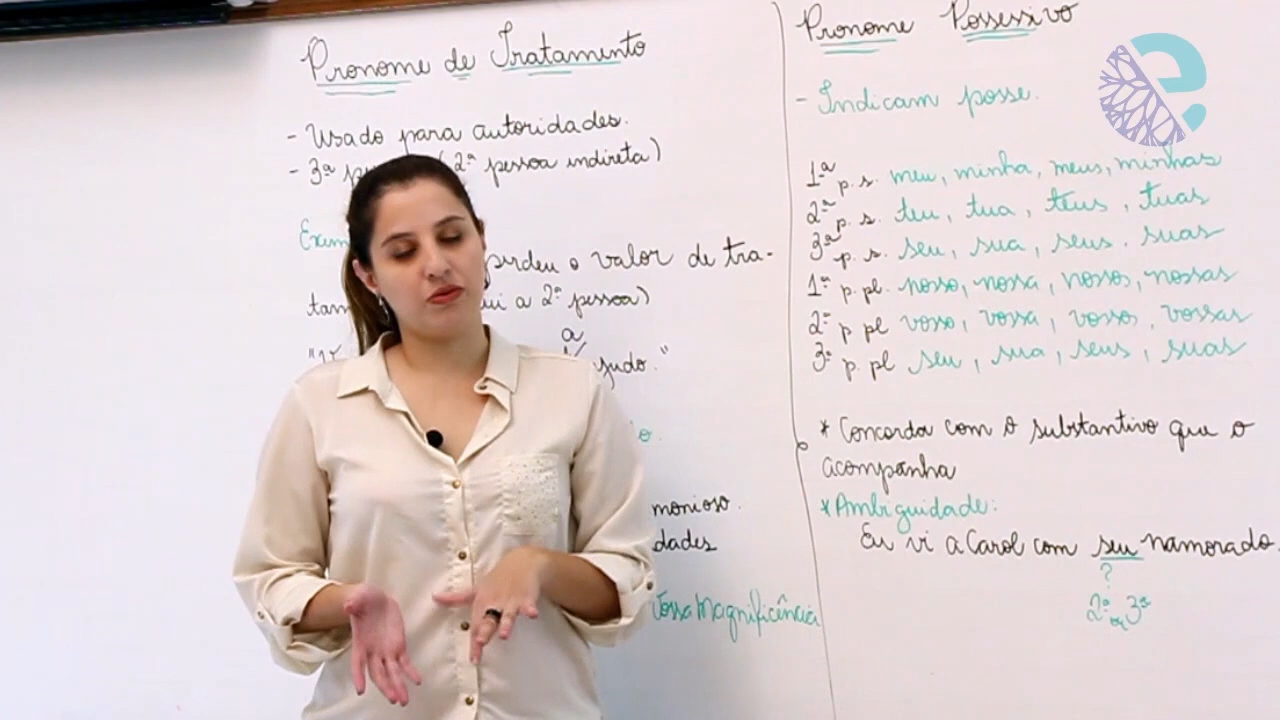 Pronome de Tratamento
- Usado para autoridades.
- 3ª (2ª pessoa indireta)
o valor de tra-
tam a 2ª pessoa)
a
"
monioso.
dades
Vossa Magnificência
Pronome Possessivo
- Indicam posse.
1ª p. s. meu, minha, meus, minhas
2ª p. s. teu, tua, teus, tuas
3ª p. s. seu, sua, seus. suas
1ª p. pl. nosso, nossa, nossos, nossas
2ª p pl vosso, vossa, vossos, vossas
3ª p. pl seu, sua, seus, suas
* Concorda com o substantivo que o
acompanha
*Ambiguidade:
Eu vi a Carol com seu namorado.
?
2ª ou 3ª